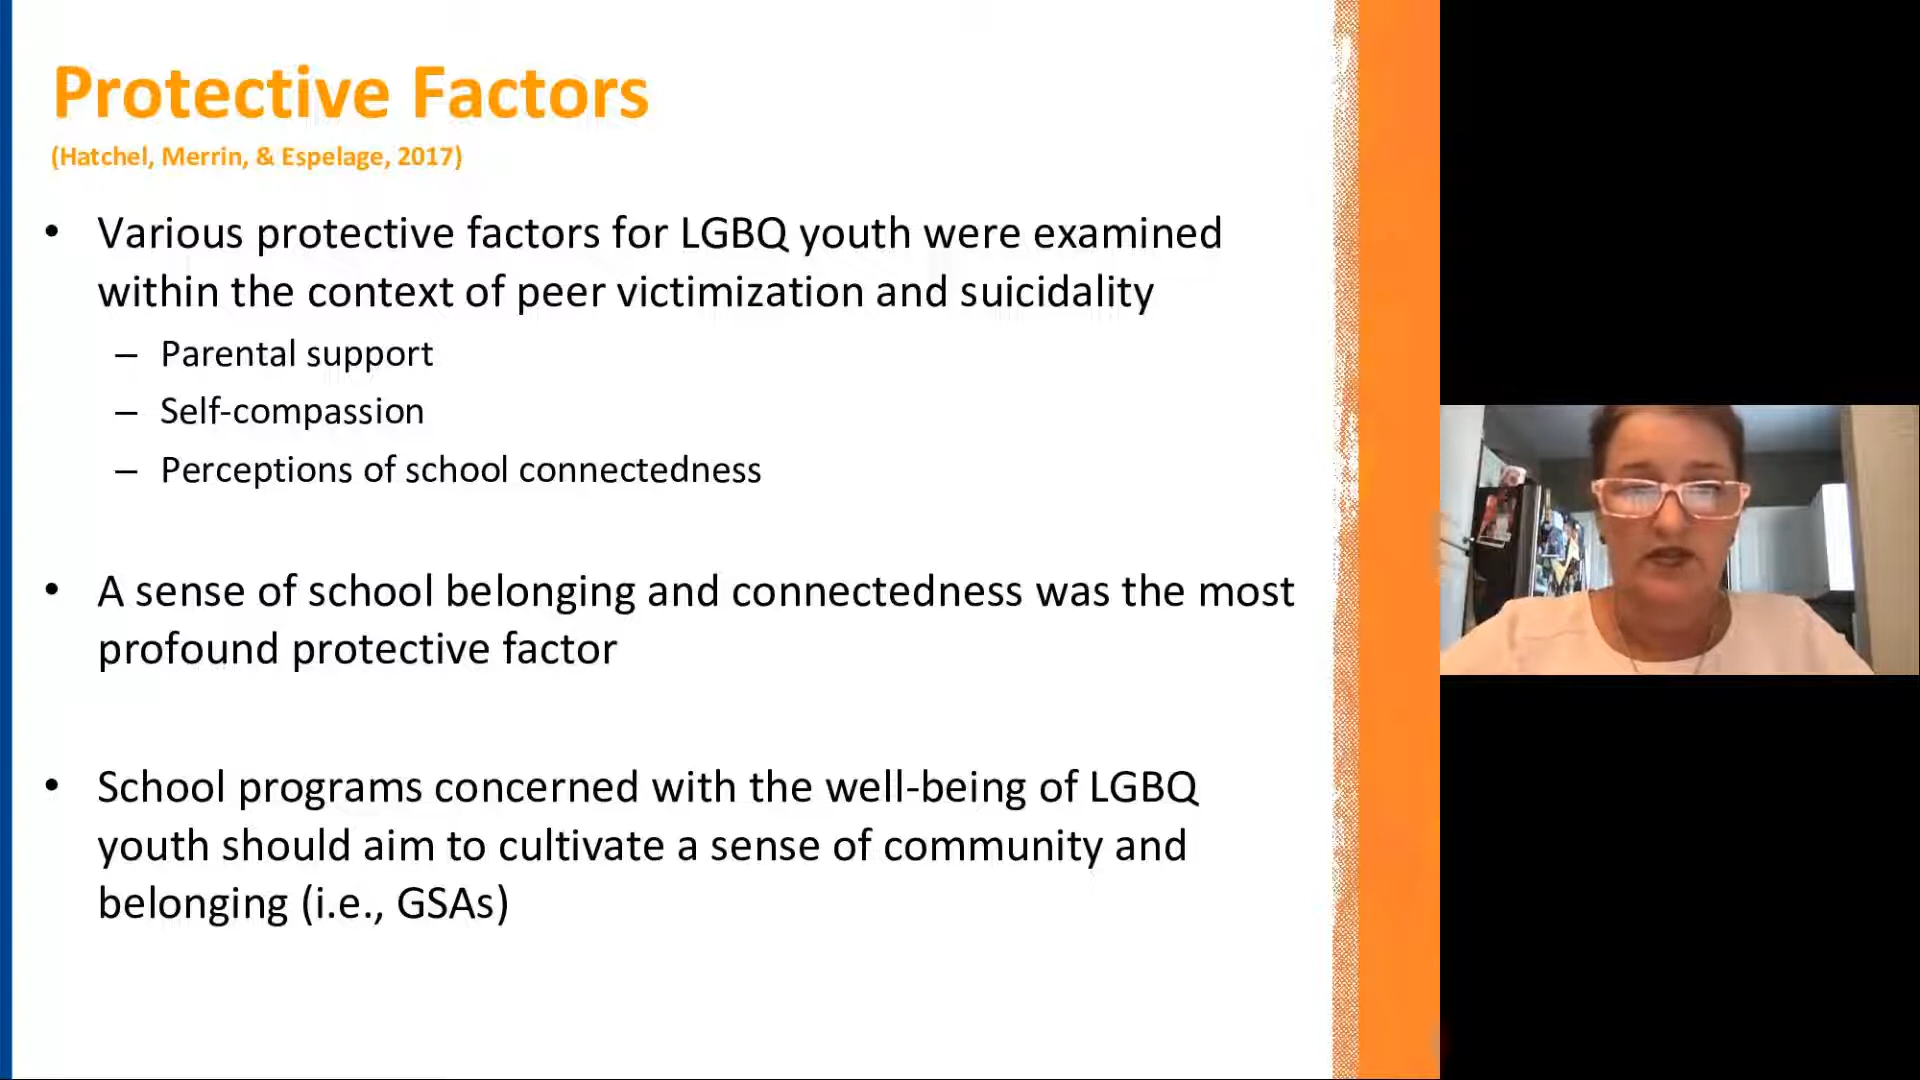 Protective Factors
(Hatchel, Merrin, & Espelage, 2017)
• Various protective factors for LGBQ youth were examined
within the context of peer victimization and suicidality
– Parental support
– Self-compassion
– Perceptions of school connectedness
• A sense of school belonging and connectedness was the most
profound protective factor
• School programs concerned with the well-being of LGBQ
youth should aim to cultivate a sense of community and
belonging (i.e., GSAs)